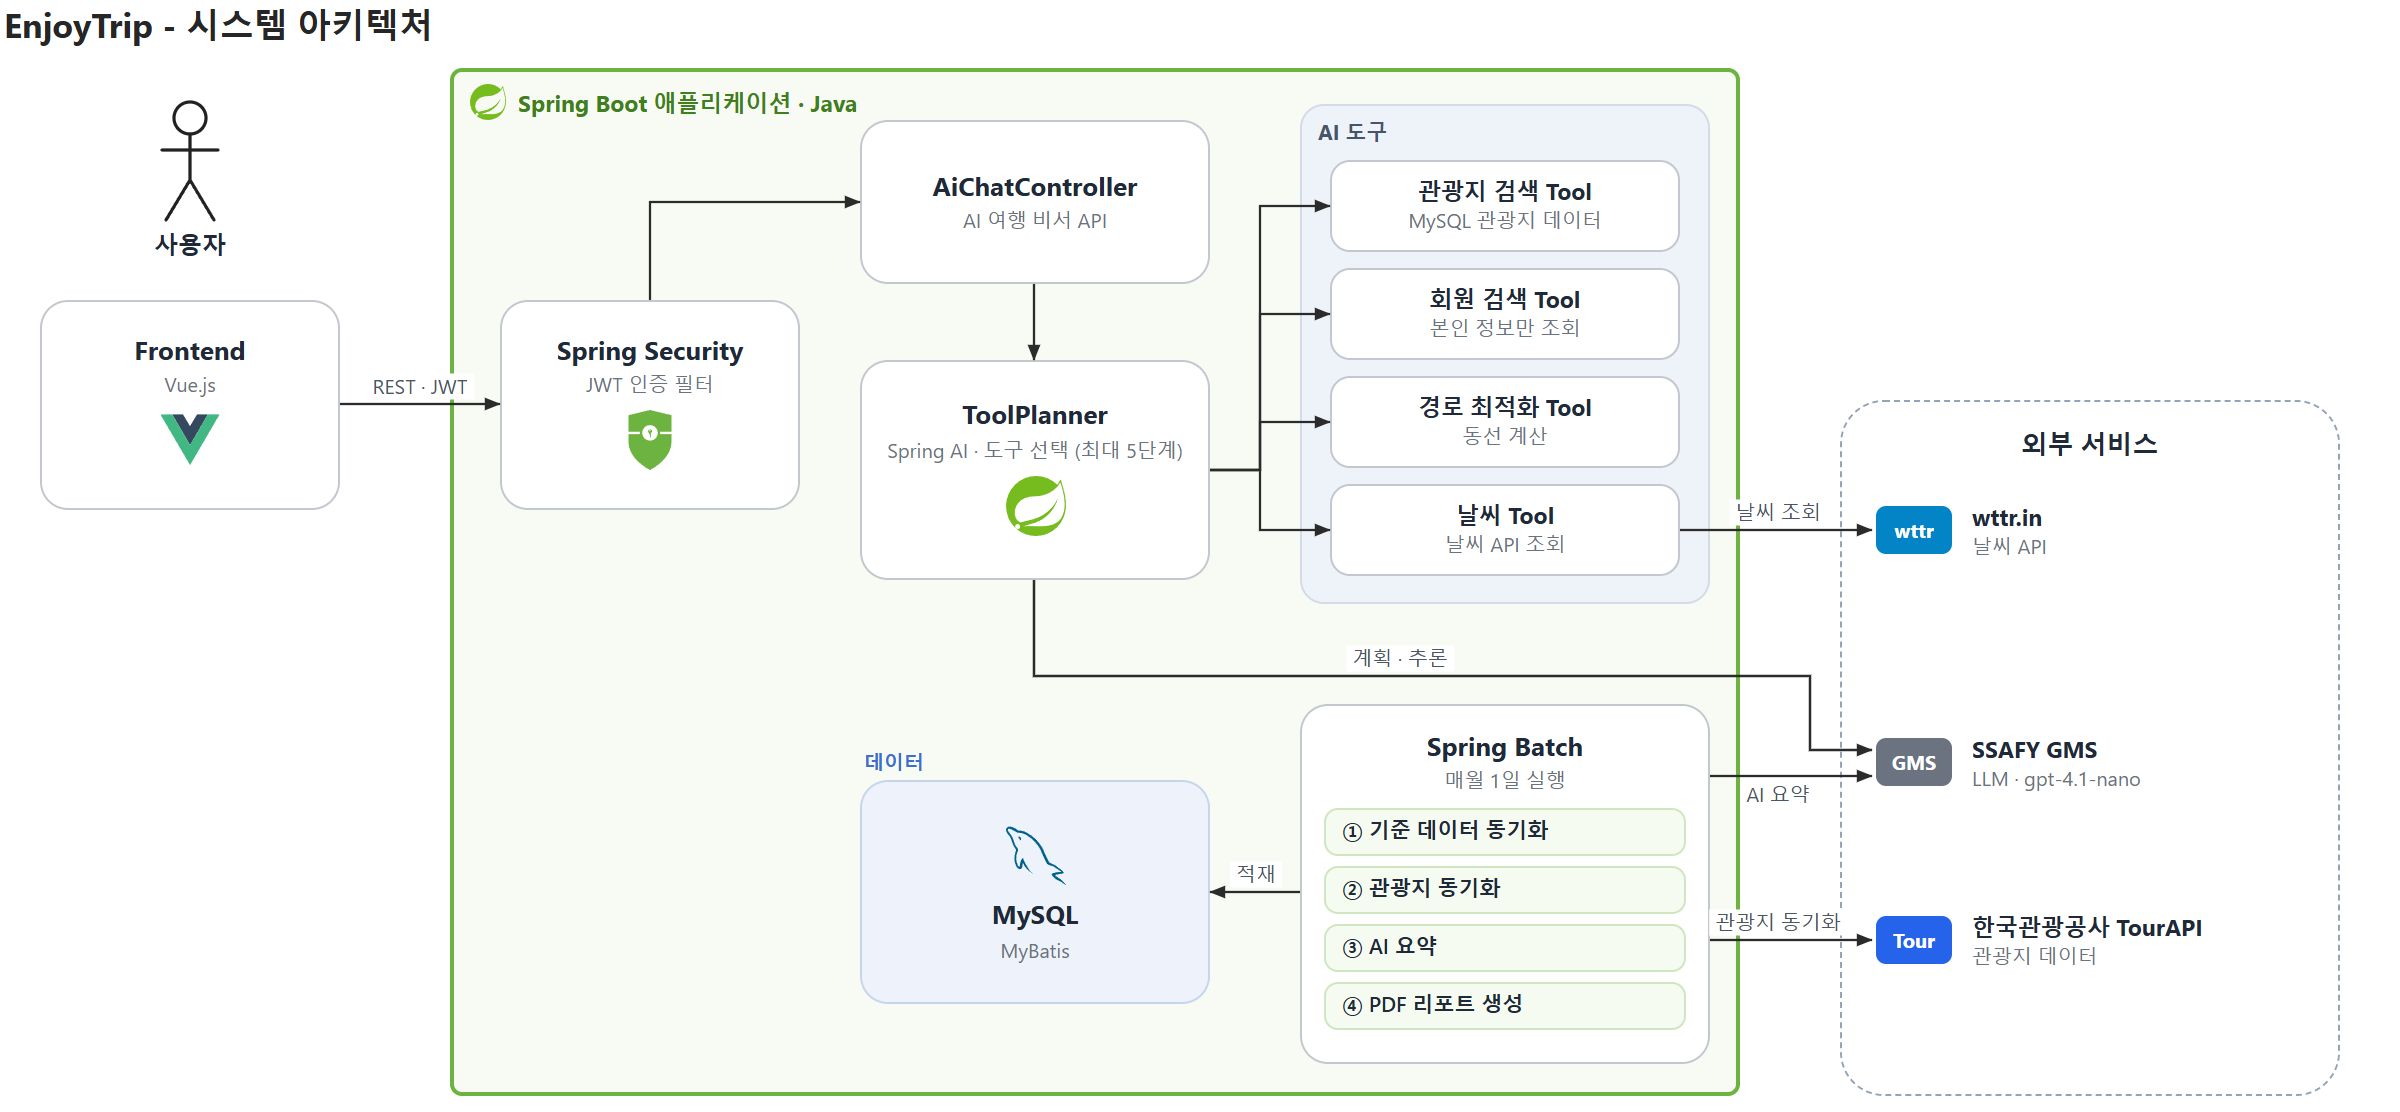 EnjoyTrip - 시스템 아키텍처
사용자
Frontend
Vue.js
REST · JWT
Spring Boot 애플리케이션 · Java
Spring Security
JWT 인증 필터
AiChatController
AI 여행 비서 API
ToolPlanner
Spring AI · 도구 선택 (최대 5단계)
AI 도구
관광지 검색 Tool
MySQL 관광지 데이터
회원 검색 Tool
본인 정보만 조회
경로 최적화 Tool
동선 계산
날씨 Tool
날씨 API 조회
날씨 조회
계획 · 추론
데이터
MySQL
MyBatis
적재
Spring Batch
매월 1일 실행
① 기준 데이터 동기화
② 관광지 동기화
③ AI 요약
④ PDF 리포트 생성
AI 요약
관광지 동기화
외부 서비스
wttr
wttr.in
날씨 API
GMS
SSAFY GMS
LLM · gpt-4.1-nano
Tour
한국관광공사 TourAPI
관광지 데이터